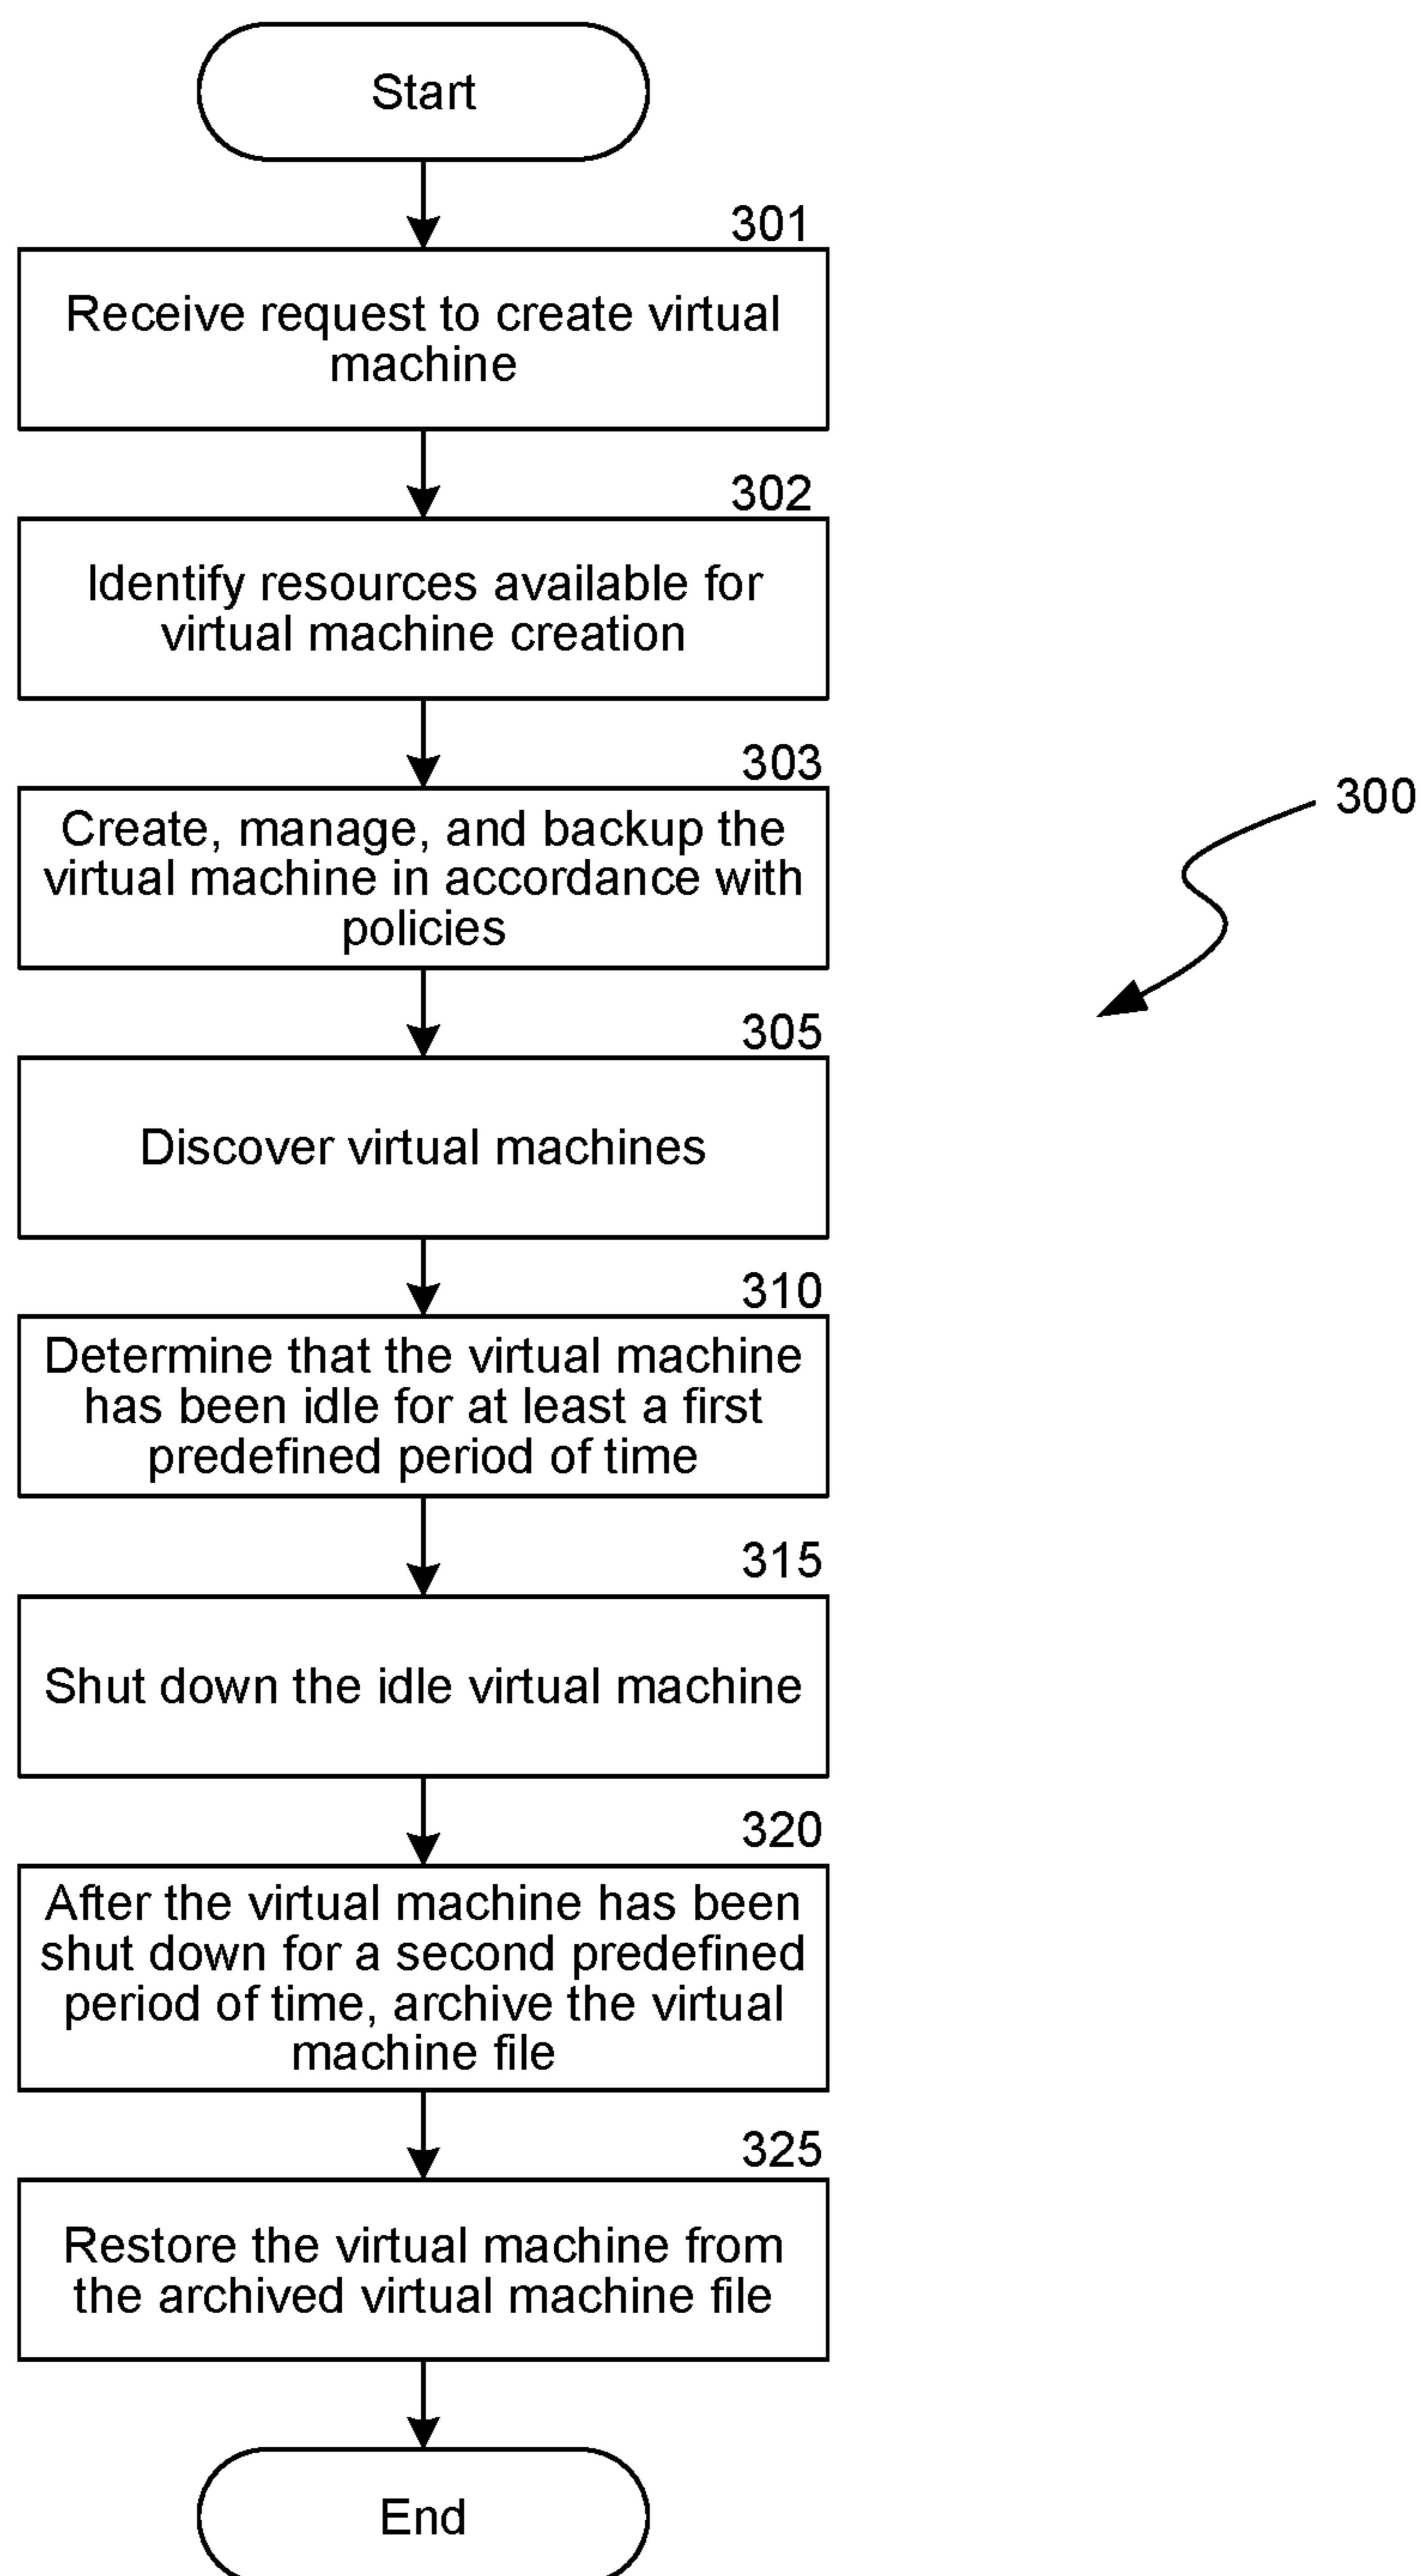 Start
301
Receive request to create virtual
machine
302
Identify resources available for
virtual machine creation
303
Create, manage, and backup the
virtual machine in accordance with
policies
300
305
Discover virtual machines
310
Determine that the virtual machine
has been idle for at least a first
predefined period of time
315
Shut down the idle virtual machine
320
After the virtual machine has been
shut down for a second predefined
period of time, archive the virtual
machine file
325
Restore the virtual machine from
the archived virtual machine file
End